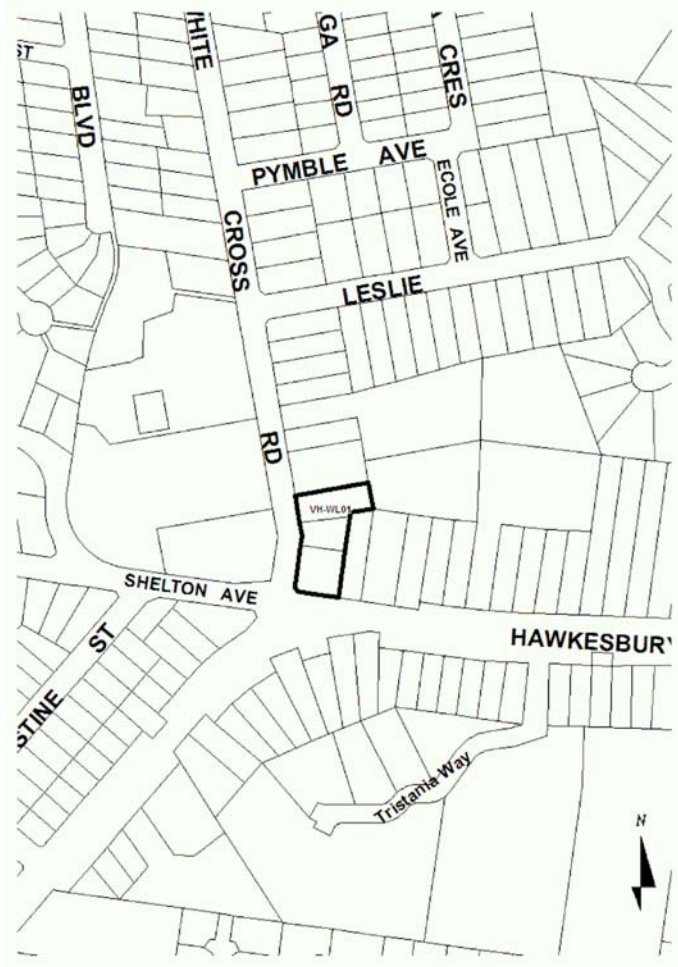 ST
BLVD
WHITE
GA
RD
CRES
PYMBLE AVE
ECOLE AVE
CROSS
LESLIE
RD
VH-WL01
SHELTON AVE
HAWKESBURY
ST
STINE
Tristania Way
N